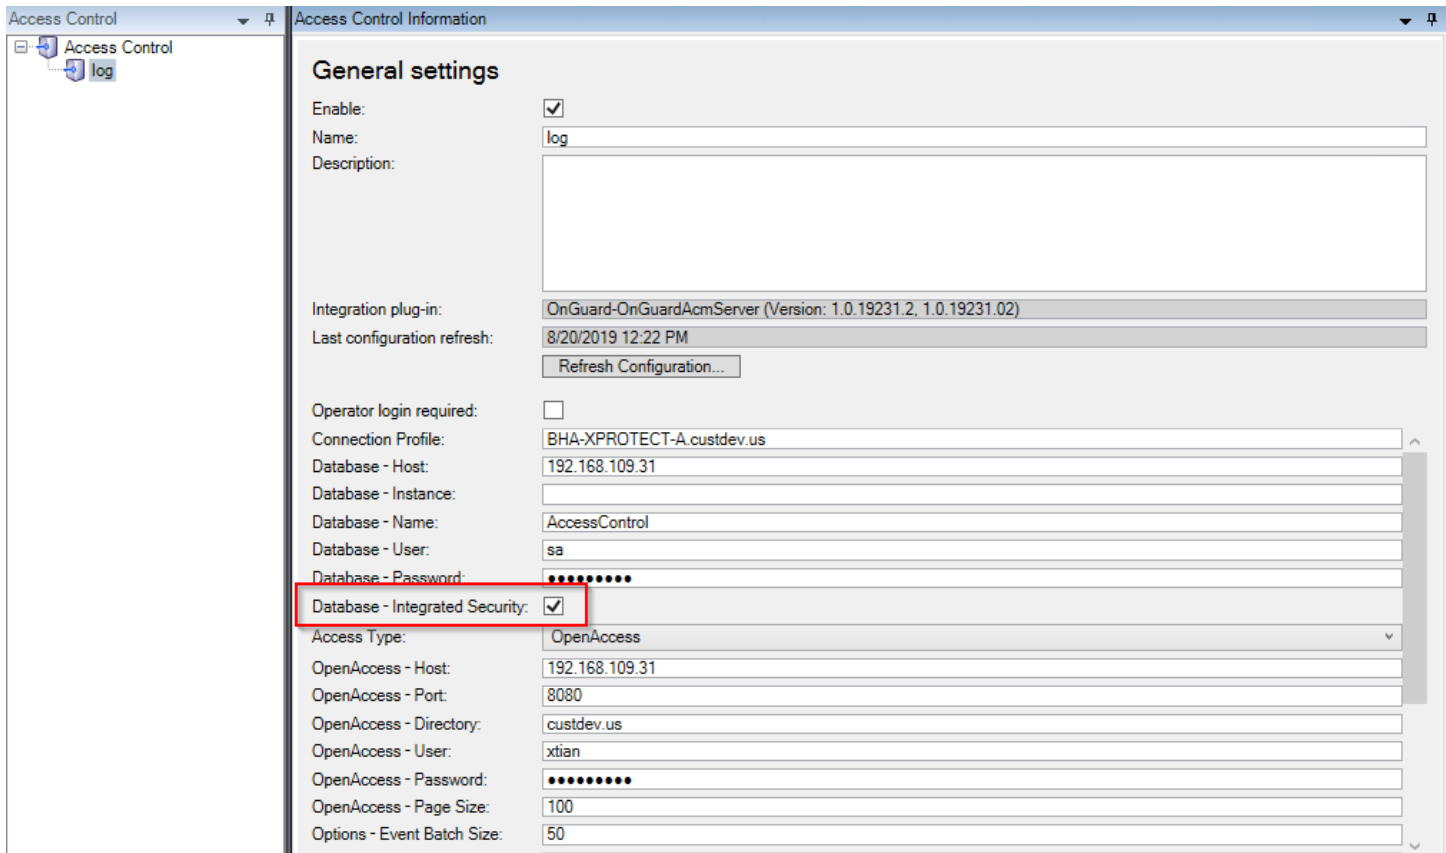 Access Control
Access Control
log
Access Control Information
General settings
Enable:
Name: log
Description:
Integration plug-in: OnGuard-OnGuardAcmServer (Version: 1.0.19231.2, 1.0.19231.02)
Last configuration refresh: 8/20/2019 12:22 PM
Refresh Configuration...
Operator login required:
Connection Profile: BHA-XPROTECT-A.custdev.us
Database - Host: 192.168.109.31
Database - Instance:
Database - Name: AccessControl
Database - User: sa
Database - Password: •••••••••
Database - Integrated Security:
Access Type: OpenAccess
OpenAccess - Host: 192.168.109.31
OpenAccess - Port: 8080
OpenAccess - Directory: custdev.us
OpenAccess - User: xtian
OpenAccess - Password: •••••••••
OpenAccess - Page Size: 100
Options - Event Batch Size: 50